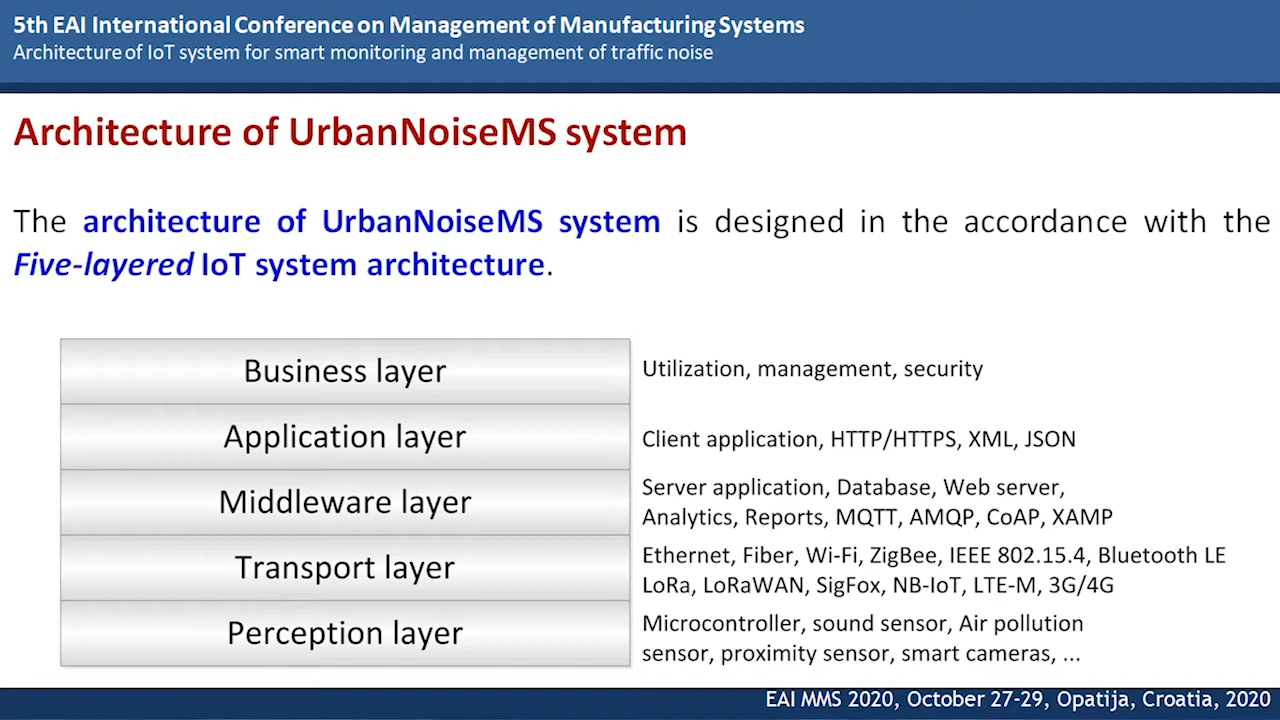 5th EAI International Conference on Management of Manufacturing Systems
Architecture of IoT system for smart monitoring and management of traffic noise
Architecture of UrbanNoiseMS system
The architecture of UrbanNoiseMS system is designed in the accordance with the
Five-layered IoT system architecture.
Business layer
Utilization, management, security
Application layer
Client application, HTTP/HTTPS, XML, JSON
Middleware layer
Server application, Database, Web server,
Analytics, Reports, MQTT, AMQP, CoAP, XAMP
Transport layer
Ethernet, Fiber, Wi-Fi, ZigBee, IEEE 802.15.4, Bluetooth LE
LoRa, LoRaWAN, SigFox, NB-IoT, LTE-M, 3G/4G
Perception layer
Microcontroller, sound sensor, Air pollution
sensor, proximity sensor, smart cameras, ...
EAI MMS 2020, October 27-29, Opatija, Croatia, 2020